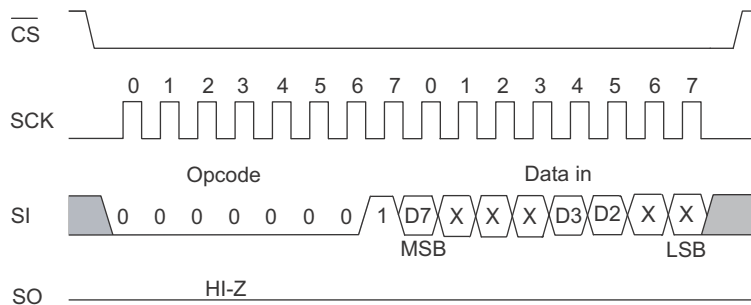 CS
0 1 2 3 4 5 6 7 0 1 2 3 4 5 6 7
SCK
Opcode Data in
SI 0 0 0 0 0 0 0 1 D7 X X X D3 D2 X X
MSB LSB
HI-Z
SO